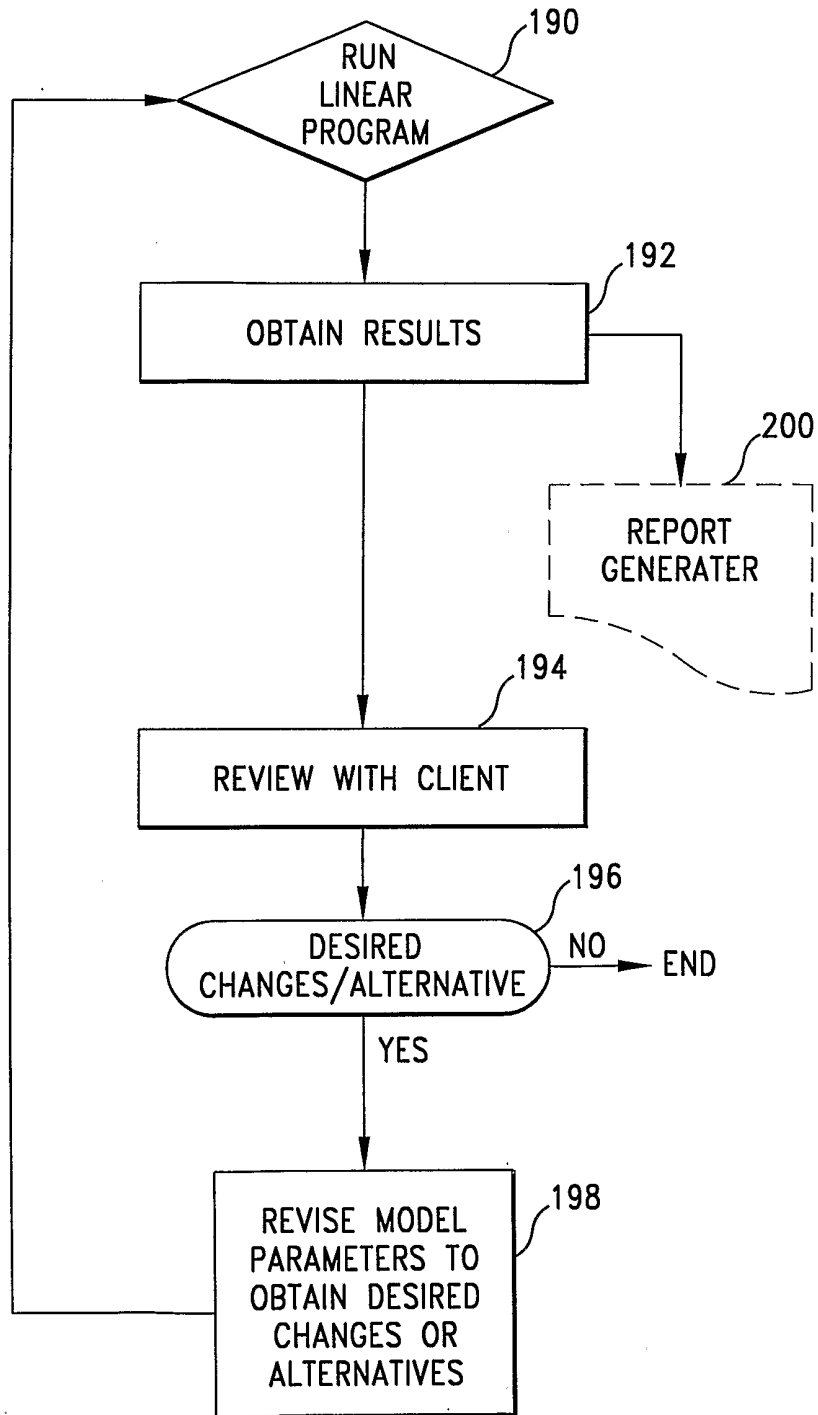 190
RUN
LINEAR
PROGRAM
192
OBTAIN RESULTS
200
REPORT
GENERATER
194
REVIEW WITH CLIENT
196
DESIRED
CHANGES/ALTERNATIVE
NO
END
YES
198
REVISE MODEL
PARAMETERS TO
OBTAIN DESIRED
CHANGES OR
ALTERNATIVES